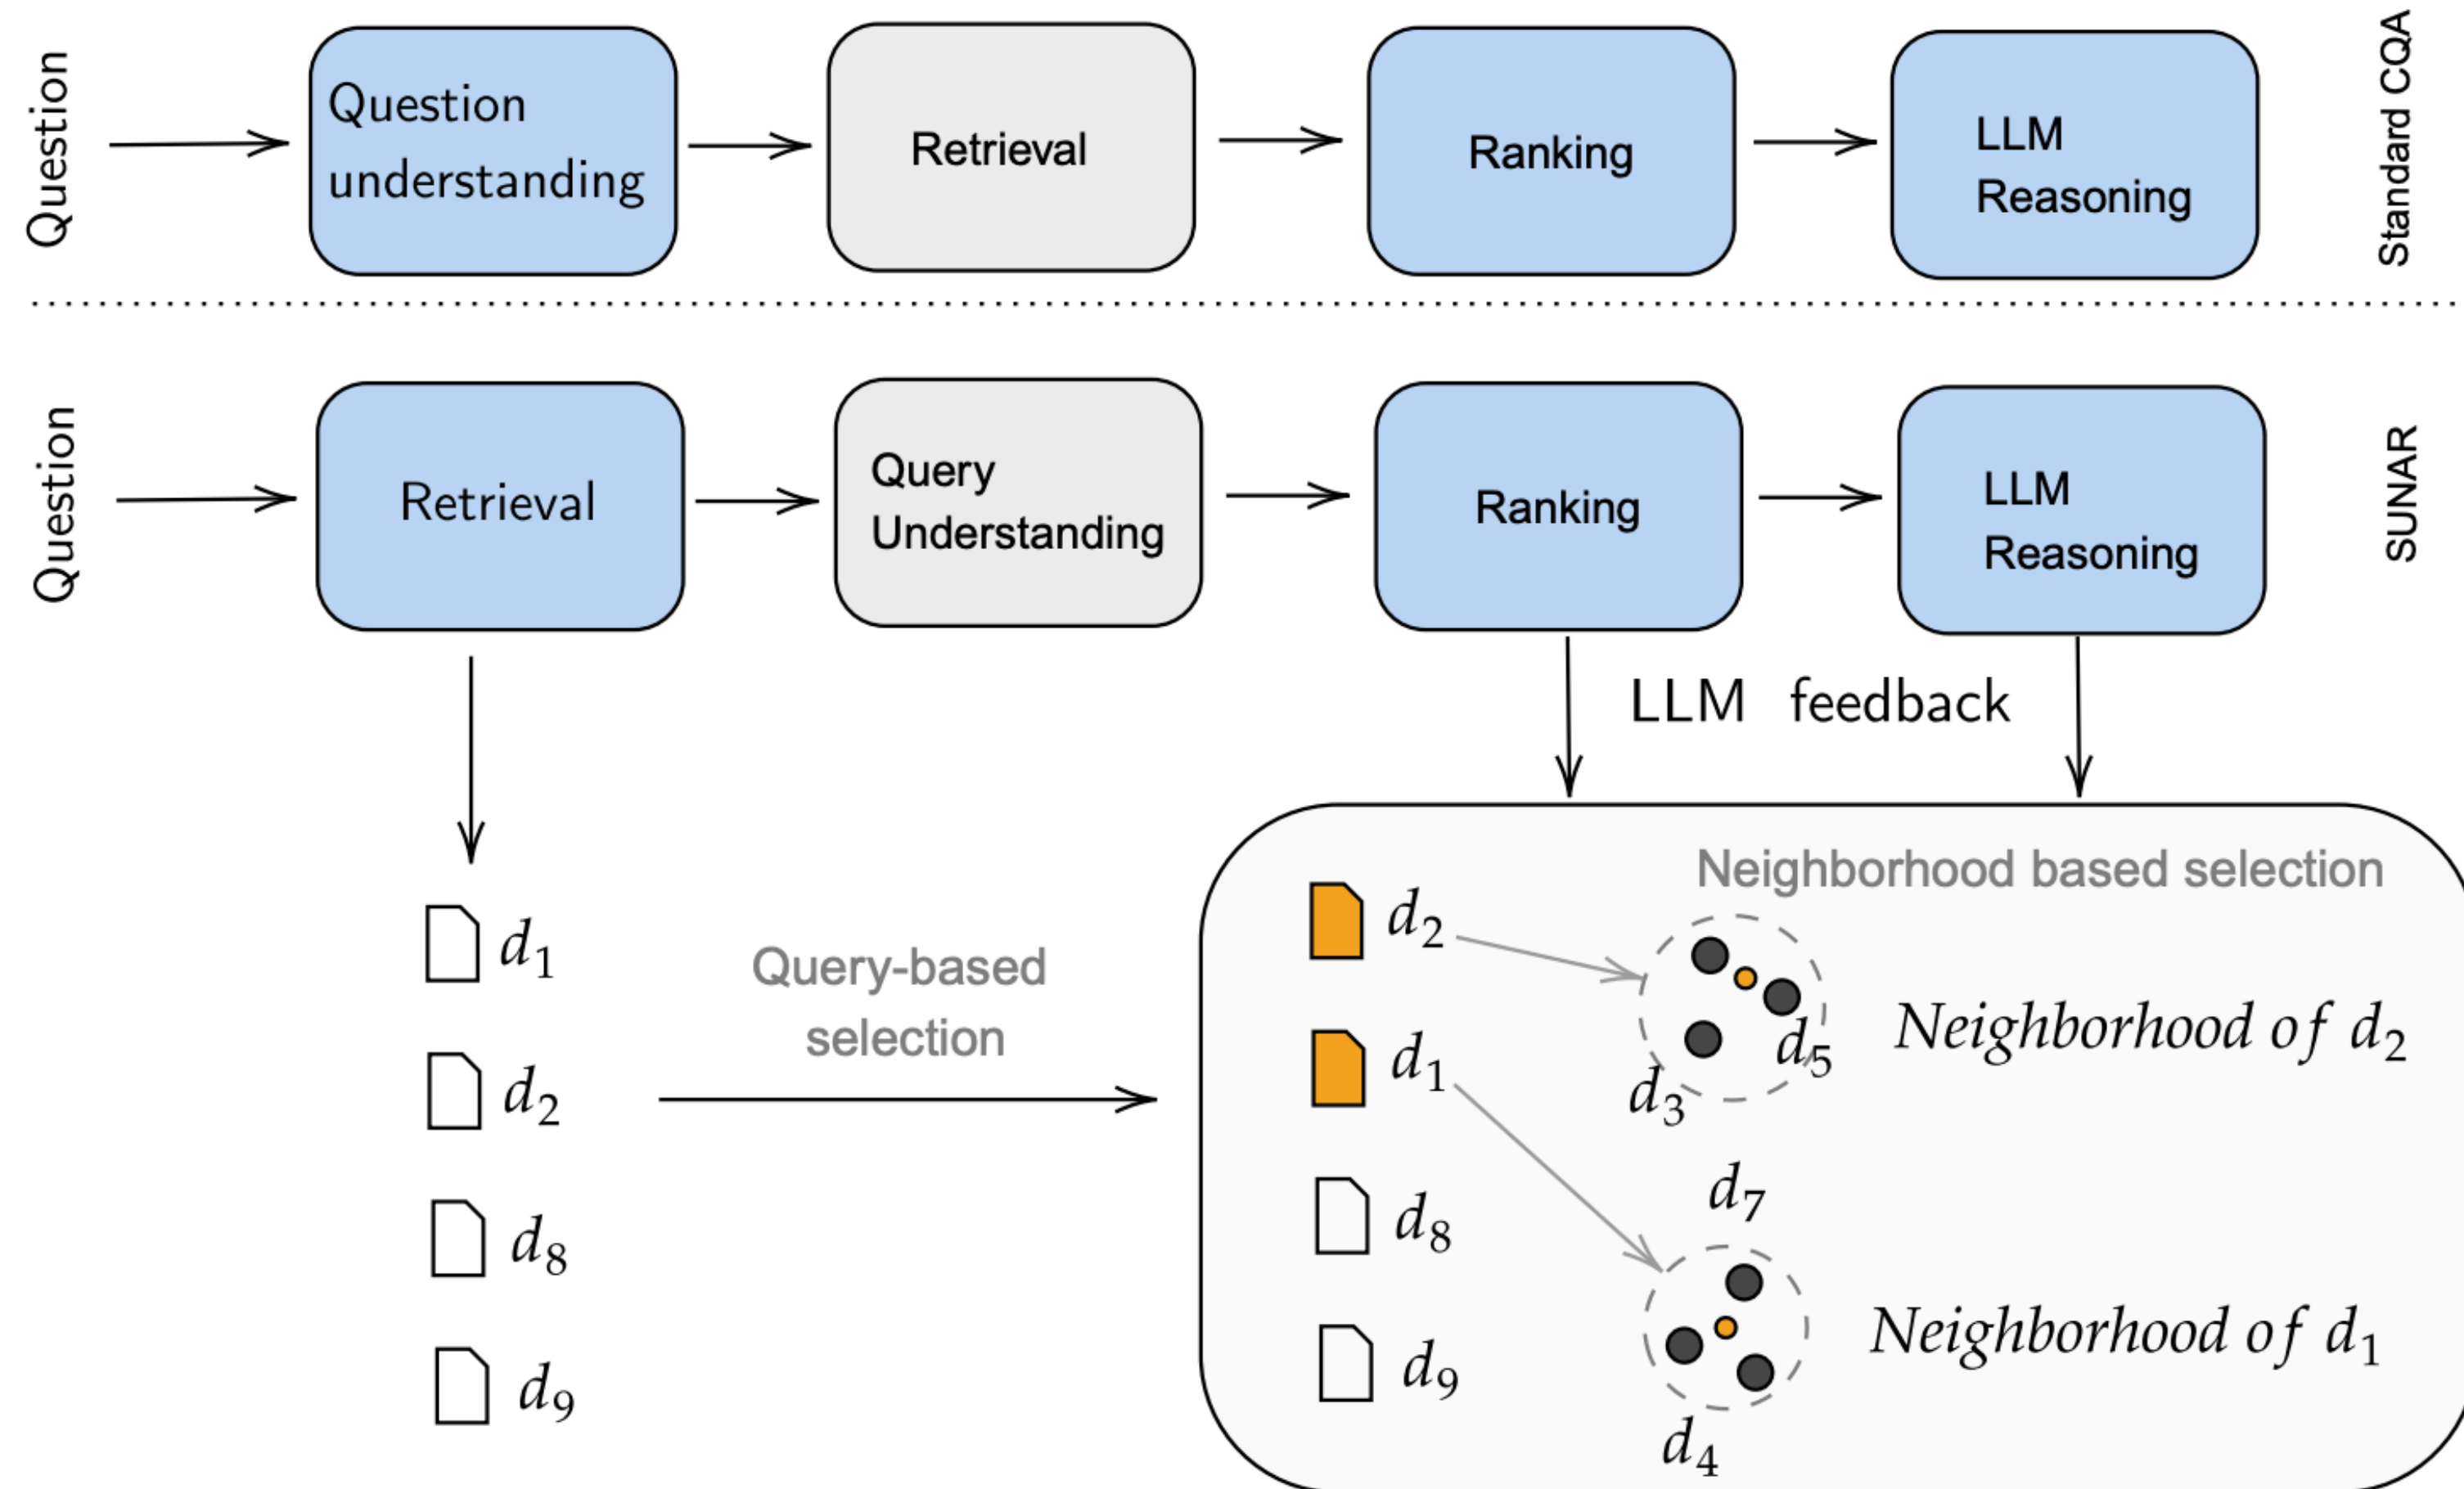 Question
Question
understanding
Retrieval
Ranking
LLM
Reasoning
Standard CQA
Question
Retrieval
Query
Understanding
Ranking
LLM
Reasoning
SUNAR
LLM feedback
d1
d2
d8
d9
Query-based
selection
Neighborhood based selection
d2
d1
d8
d9
d5
d3
Neighborhood of d2
d7
d4
Neighborhood of d1